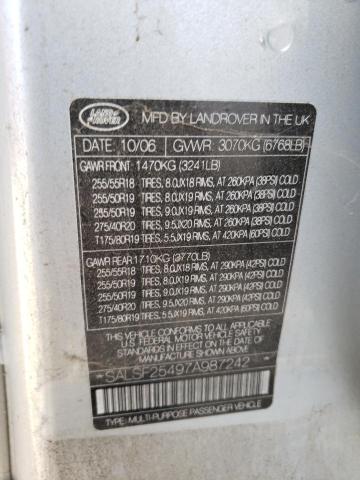 LAND ROVER
MFD BY LANDROVER IN THE UK
DATE: 10/06 GVWR: 3070KG (6768LB)
GAWR FRONT: 1470KG (3241LB)
255/55R18 TIRES, 8.0JX18 RIMS, AT 260KPA (38PSI) COLD
255/50R19 TIRES, 8.0JX19 RIMS, AT 260KPA (38PSI) COLD
255/50R19 TIRES, 9.0JX19 RIMS, AT 260KPA (38PSI) COLD
275/40R20 TIRES, 9.5JX20 RIMS, AT 260KPA (38PSI) COLD
T175/80R19 TIRES, 5.5JX19 RIMS, AT 420KPA (60PSI) COLD
GAWR REAR: 1710KG (3770LB)
255/55R18 TIRES, 8.0JX18 RIMS, AT 290KPA (42PSI) COLD
255/50R19 TIRES, 8.0JX19 RIMS, AT 290KPA (42PSI) COLD
255/50R19 TIRES, 9.0JX19 RIMS, AT 290KPA (42PSI) COLD
275/40R20 TIRES, 9.5JX20 RIMS, AT 290KPA (42PSI) COLD
T175/80R19 TIRES, 5.5JX19 RIMS, AT 420KPA (60PSI) COLD
THIS VEHICLE CONFORMS TO ALL APPLICABLE
U.S. FEDERAL MOTOR VEHICLE SAFETY
STANDARDS IN EFFECT ON THE DATE OF
MANUFACTURE SHOWN ABOVE.
*SALSF25497A987242*
TYPE: MULTI-PURPOSE PASSENGER VEHICLE